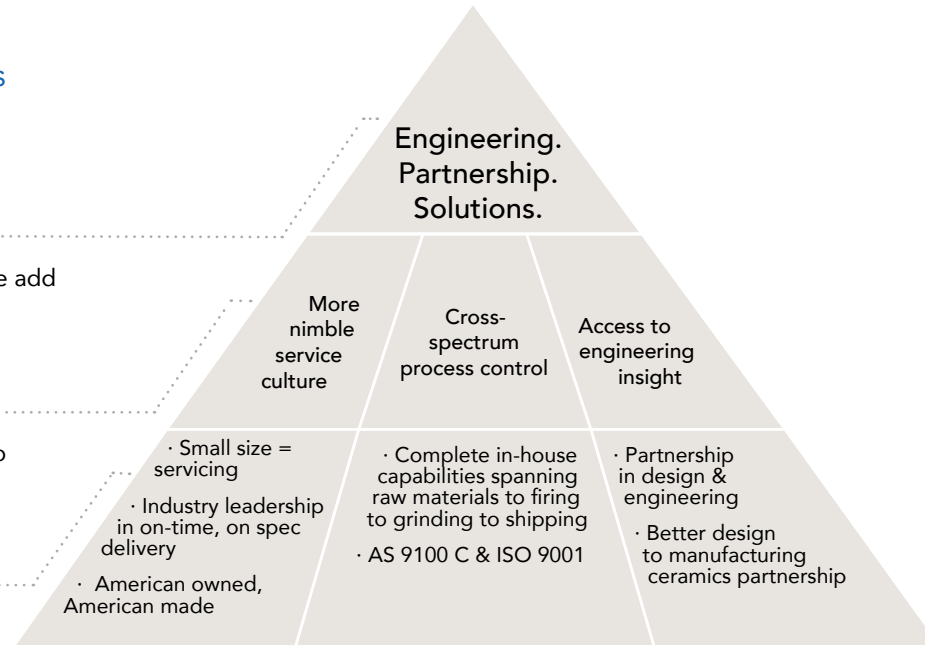 s
Engineering.
Partnership.
Solutions.
e add
More
nimble
service
culture
Cross-
spectrum
process control
Access to
engineering
insight
o
· Small size =
servicing
· Industry leadership
in on-time, on spec
delivery
· American owned,
American made
· Complete in-house
capabilities spanning
raw materials to firing
to grinding to shipping
· AS 9100 C & ISO 9001
· Partnership
in design &
engineering
· Better design
to manufacturing
ceramics partnership